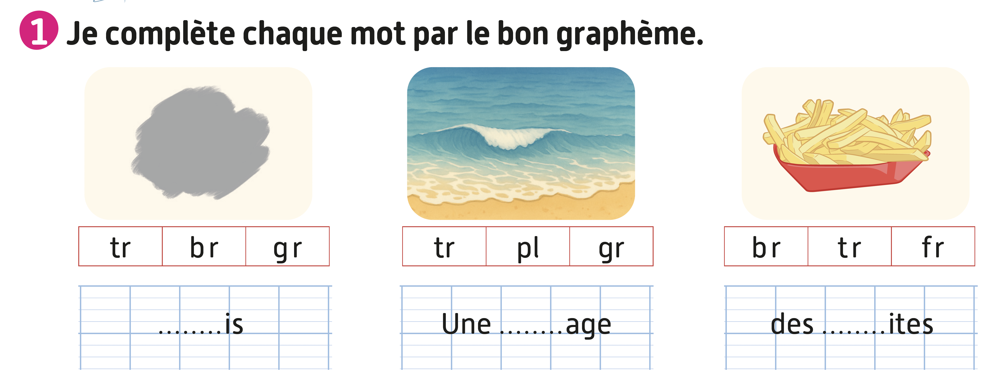 1 Je complète chaque mot par le bon graphème.
tr br gr
tr pl gr
br tr fr
........is
Une ........age
des ........ites